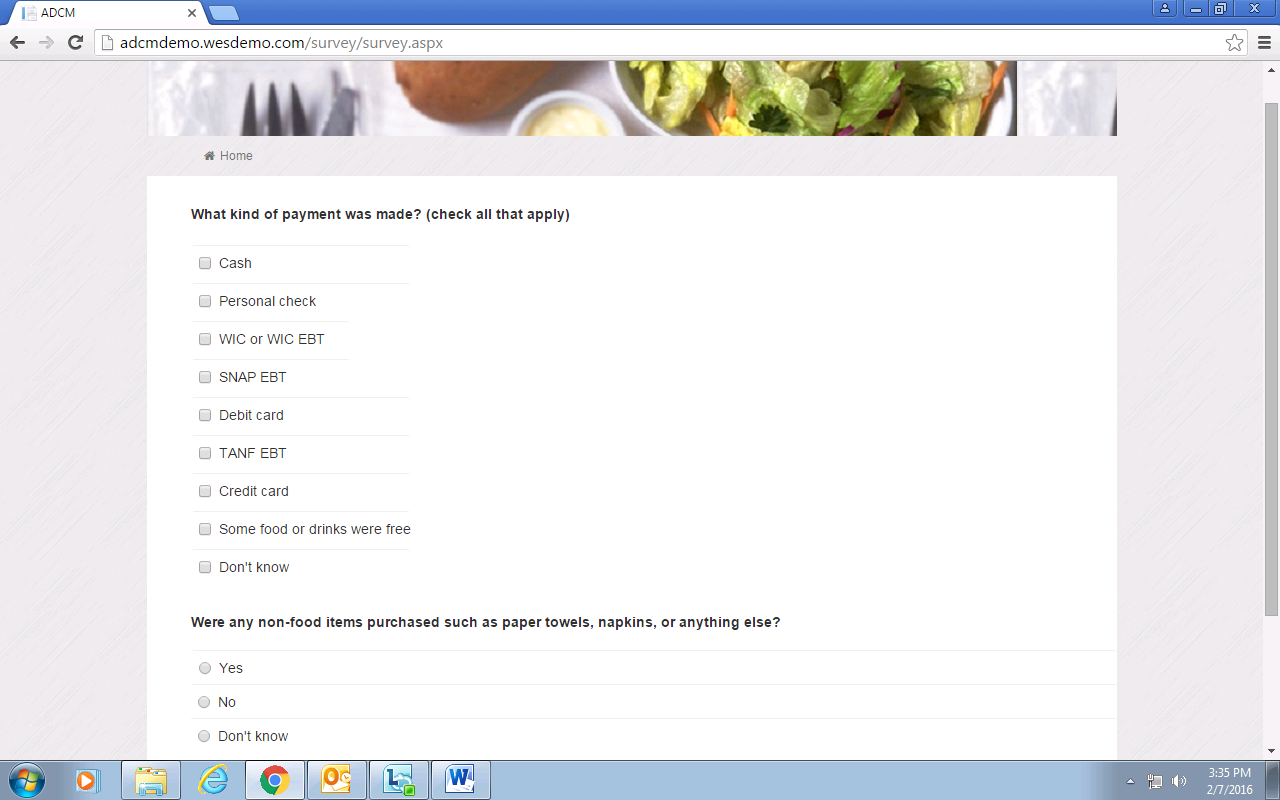 ADCM
adcmdemo.wesdemo.com/survey/survey.aspx
Home
What kind of payment was made? (check all that apply)
Cash
Personal check
WIC or WIC EBT
SNAP EBT
Debit card
TANF EBT
Credit card
Some food or drinks were free
Don't know
Were any non-food items purchased such as paper towels, napkins, or anything else?
Yes
No
Don't know
3:35 PM
2/7/2016